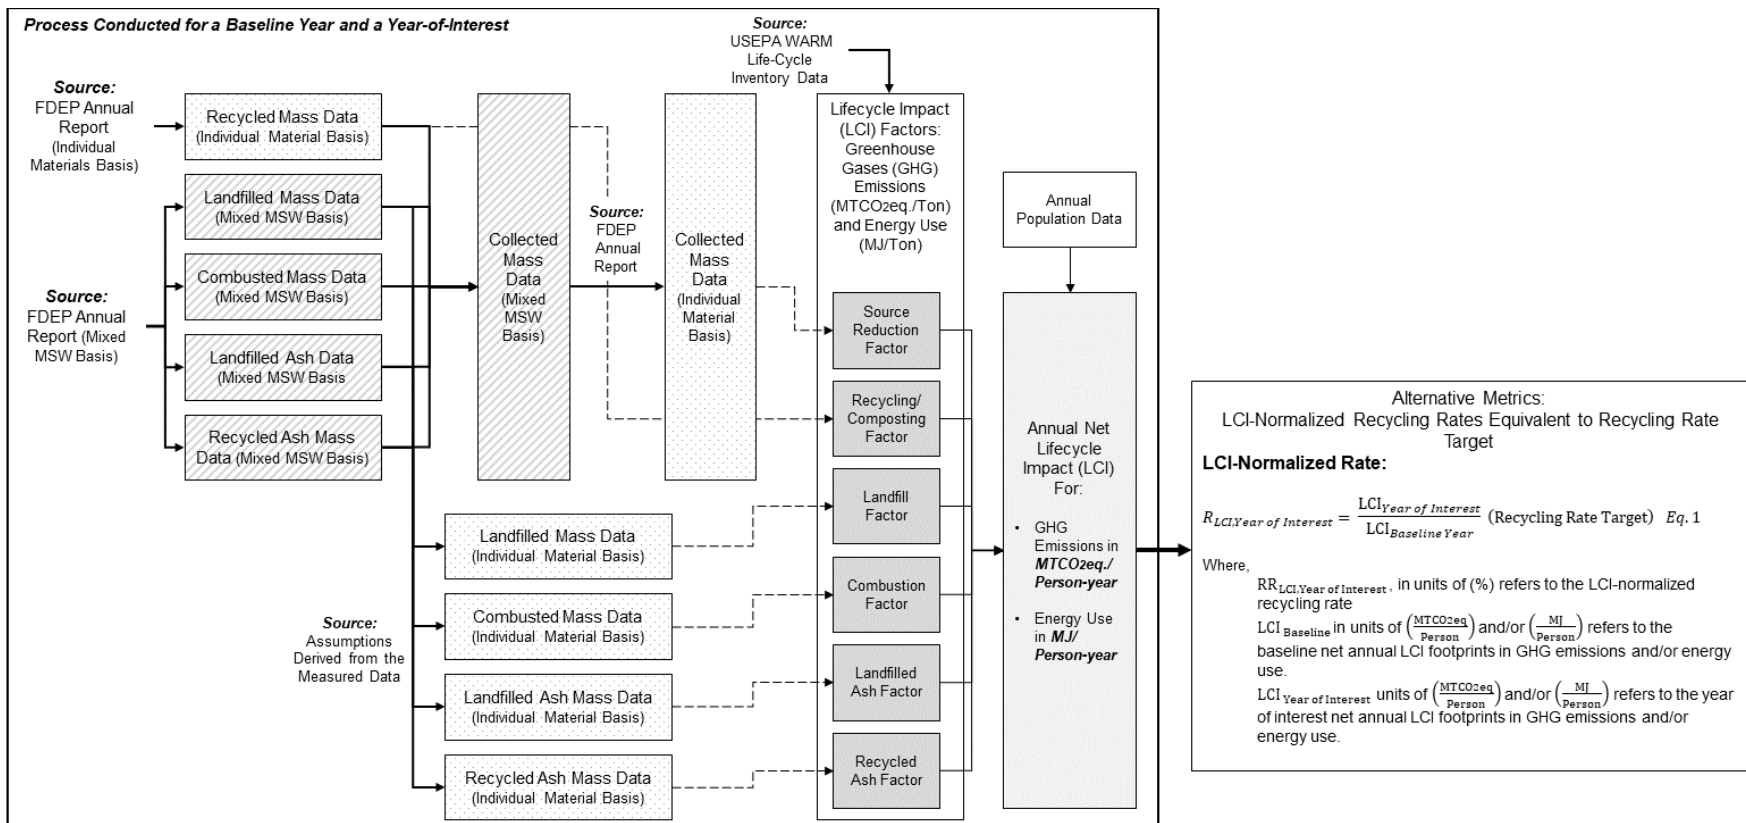 Process Conducted for a Baseline Year and a Year-of-Interest
Source:
FDEP Annual
Report
(Individual
Materials Basis)
Recycled Mass Data
(Individual Material Basis)
Landfilled Mass Data
(Mixed MSW Basis)
Source:
FDEP Annual
Report (Mixed
MSW Basis)
Combusted Mass Data
(Mixed MSW Basis)
Landfilled Ash Data
(Mixed MSW Basis
Recycled Ash Mass
Data (Mixed MSW Basis)
Collected
Mass
Data
(Mixed
MSW
Basis)
Source:
FDEP
Annual
Report
Collected
Mass
Data
(Individual
Material
Basis)
Source:
Assumptions
Derived from the
Measured Data
Landfilled Mass Data
(Individual Material Basis)
Combusted Mass Data
(Individual Material Basis)
Landfilled Ash Mass Data
(Individual Material Basis)
Recycled Ash Mass Data
(Individual Material Basis)
Source:
USEPA WARM
Life-Cycle
Inventory Data
Lifecycle Impact
(LCI) Factors:
Greenhouse
Gases (GHG)
Emissions
(MTCO2eq./Ton)
and Energy Use
(MJ/Ton)
Source
Reduction
Factor
Recycling/
Composting
Factor
Landfill
Factor
Combustion
Factor
Landfilled
Ash Factor
Recycled
Ash Factor
Annual
Population Data
Annual Net
Lifecycle
Impact (LCI)
For:
• GHG
Emissions in
MTCO2eq./
Person-year
• Energy Use
in MJ/
Person-year
Alternative Metrics:
LCI-Normalized Recycling Rates Equivalent to Recycling Rate
Target
LCI-Normalized Rate:
R_{LCI,Year of Interest} = LCI_{Year of Interest} / LCI_{Baseline Year} (Recycling Rate Target) Eq. 1
Where,
RR_{LCI,Year of Interest}, in units of (%) refers to the LCI-normalized
recycling rate
LCI_{Baseline} in units of (MTCO2eq/Person) and/or (MJ/Person) refers to the
baseline net annual LCI footprints in GHG emissions and/or energy
use.
LCI_{Year of Interest} units of (MTCO2eq/Person) and/or (MJ/Person) refers to the year
of interest net annual LCI footprints in GHG emissions and/or
energy use.